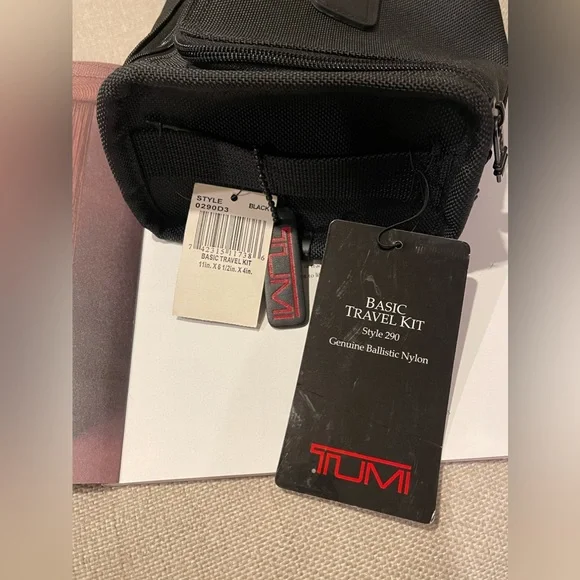 STYLE
0290D3 BLACK
BASIC TRAVEL KIT
11in. X 6 1/2in. X 4in.
TUMI
BASIC
TRAVEL KIT
Style 290
Genuine Ballistic Nylon
TUMI